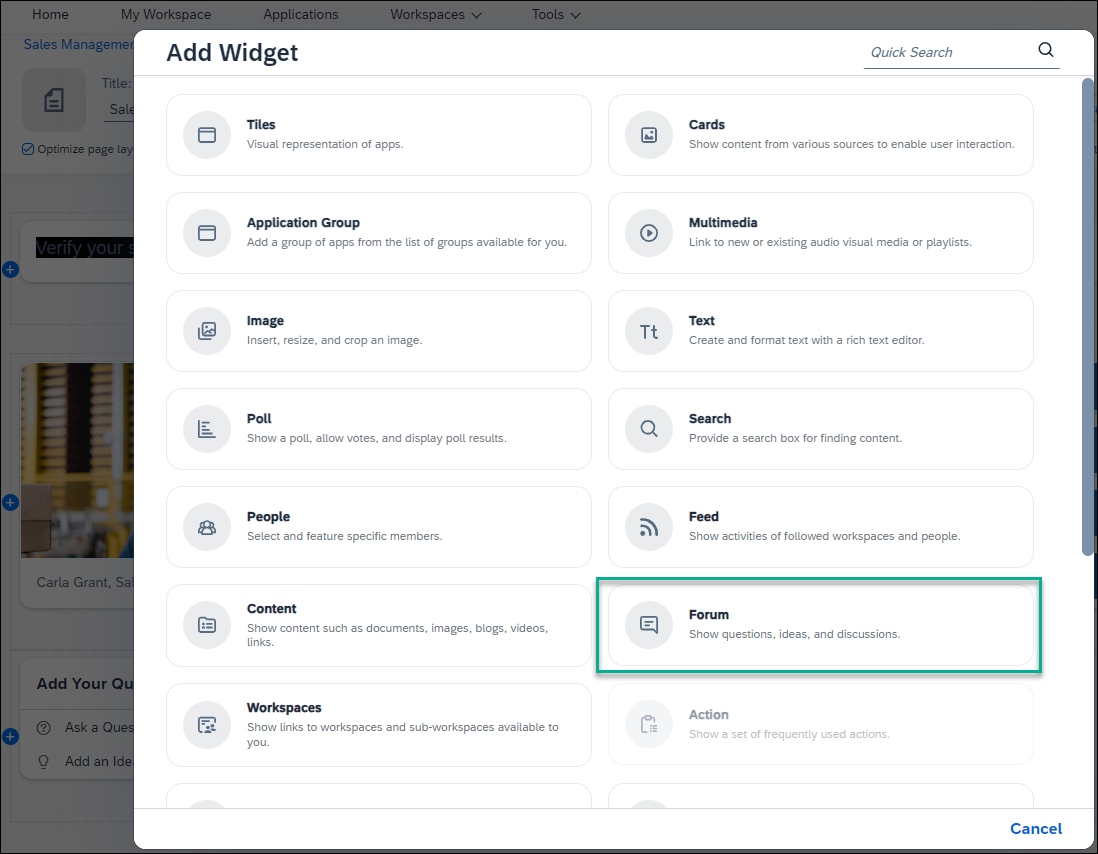 Home My Workspace Applications Workspaces Tools
Sales Managemen
Title:
Sale
Optimize page lay
Verify your s
Carla Grant, Sal
Add Your Qu
Ask a Ques
Add an Ide
Add Widget
Quick Search
Tiles
Visual representation of apps.
Cards
Show content from various sources to enable user interaction.
Application Group
Add a group of apps from the list of groups available for you.
Multimedia
Link to new or existing audio visual media or playlists.
Image
Insert, resize, and crop an image.
Tt
Text
Create and format text with a rich text editor.
Poll
Show a poll, allow votes, and display poll results.
Search
Provide a search box for finding content.
People
Select and feature specific members.
Feed
Show activities of followed workspaces and people.
Content
Show content such as documents, images, blogs, videos,
links.
Forum
Show questions, ideas, and discussions.
Workspaces
Show links to workspaces and sub-workspaces available to
you.
Action
Show a set of frequently used actions.
Cancel